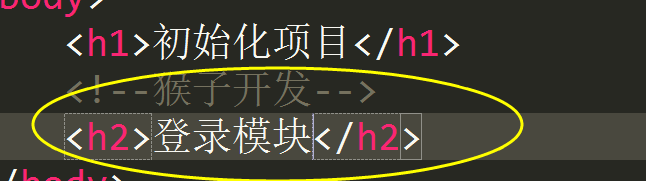 body>
<h1>初始化项目</h1>
<!--猴子开发-->
<h2>登录模块</h2>
</body>